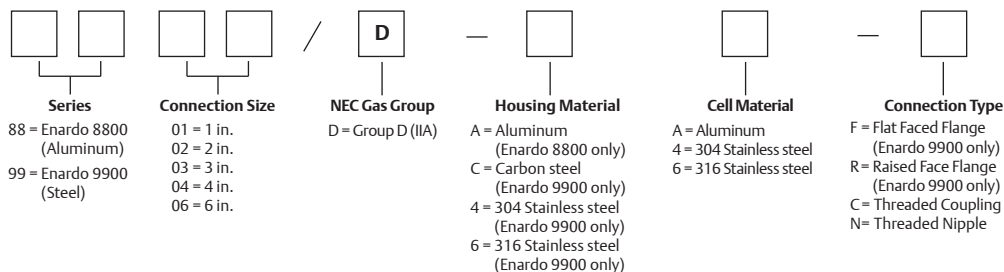 / D — —
Series
88 = Enardo 8800
(Aluminum)
99 = Enardo 9900
(Steel)
Connection Size
01 = 1 in.
02 = 2 in.
03 = 3 in.
04 = 4 in.
06 = 6 in.
NEC Gas Group
D = Group D (IIA)
Housing Material
A = Aluminum
(Enardo 8800 only)
C = Carbon steel
(Enardo 9900 only)
4 = 304 Stainless steel
(Enardo 9900 only)
6 = 316 Stainless steel
(Enardo 9900 only)
Cell Material
A = Aluminum
4 = 304 Stainless steel
6 = 316 Stainless steel
Connection Type
F = Flat Faced Flange
(Enardo 9900 only)
R = Raised Face Flange
(Enardo 9900 only)
C = Threaded Coupling
N= Threaded Nipple